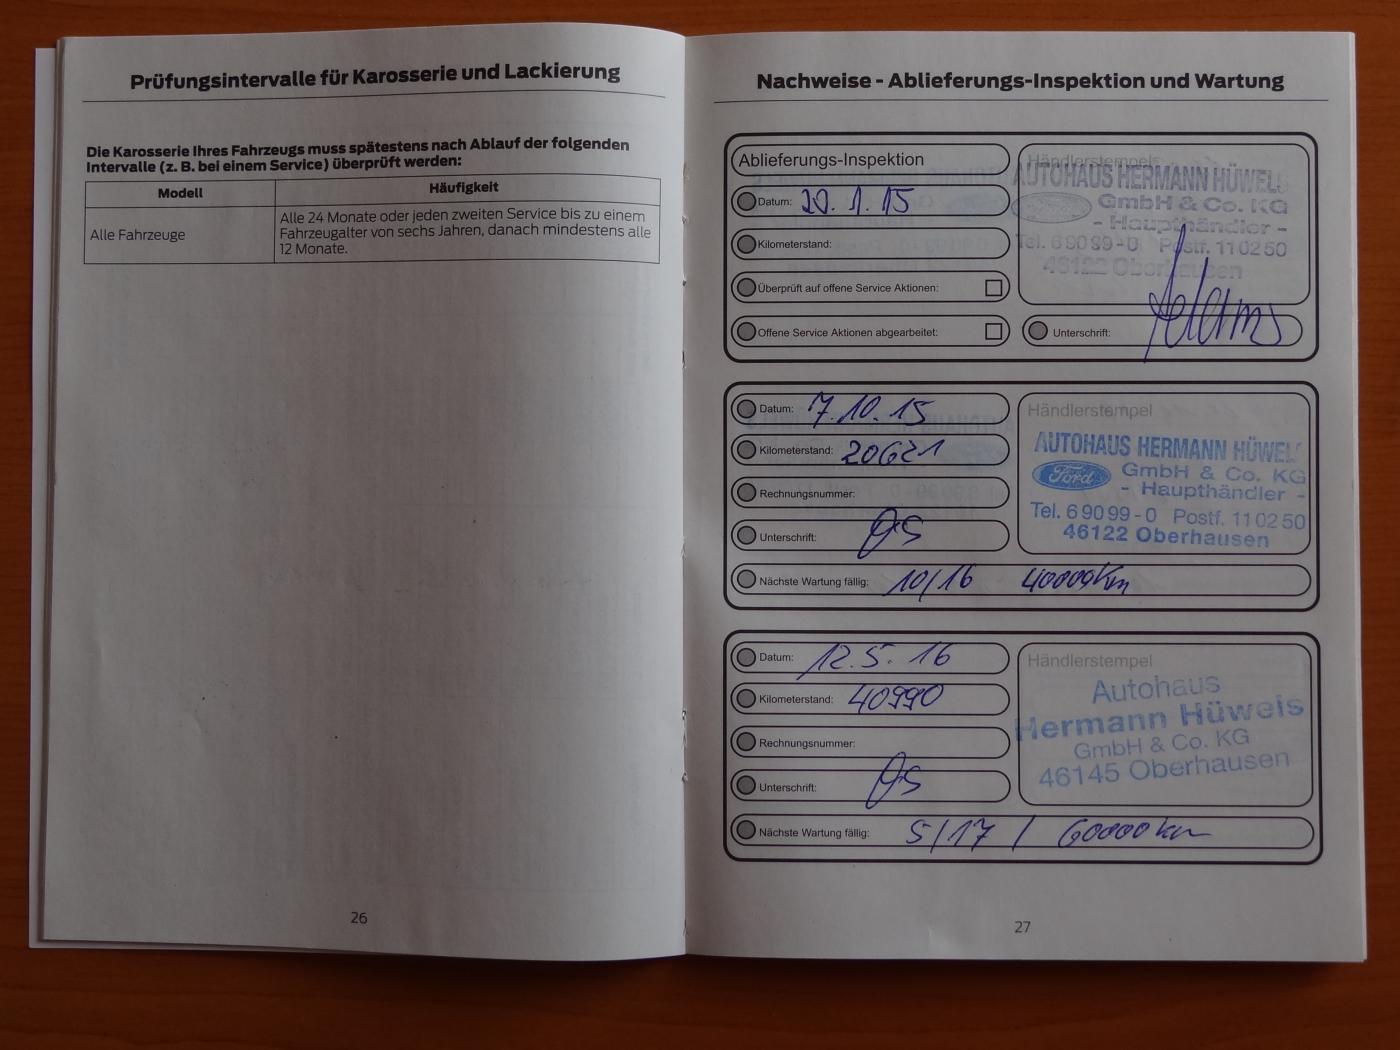 Prüfungsintervalle für Karosserie und Lackierung
Die Karosserie Ihres Fahrzeugs muss spätestens nach Ablauf der folgenden
Intervalle (z. B. bei einem Service) überprüft werden:
Modell
Häufigkeit
Alle Fahrzeuge
Alle 24 Monate oder jeden zweiten Service bis zu einem
Fahrzeugalter von sechs Jahren, danach mindestens alle
12 Monate.
26
Nachweise - Ablieferungs-Inspektion und Wartung
Ablieferungs-Inspektion
Datum: 20. 1. 15
Kilometerstand:
Überprüft auf offene Service Aktionen:
Offene Service Aktionen abgearbeitet:
Händlerstempel
AUTOHAUS HERMANN HÜWELS
GmbH & Co. KG
- Haupthändler -
Tel. 69099-0 Postf. 110250
46122 Oberhausen
Unterschrift:
Datum: 7.10.15
Kilometerstand: 20621
Rechnungsnummer:
Unterschrift:
Nächste Wartung fällig: 10/16 40000km
Händlerstempel
AUTOHAUS HERMANN HÜWELS
Ford
GmbH & Co. KG
- Haupthändler -
Tel. 69099-0 Postf. 110250
46122 Oberhausen
Datum: 12.5.16
Kilometerstand: 40990
Rechnungsnummer:
Unterschrift:
Nächste Wartung fällig: 5/17 / 60000km
Händlerstempel
Autohaus
Hermann Hüwels
GmbH & Co. KG
46145 Oberhausen
27